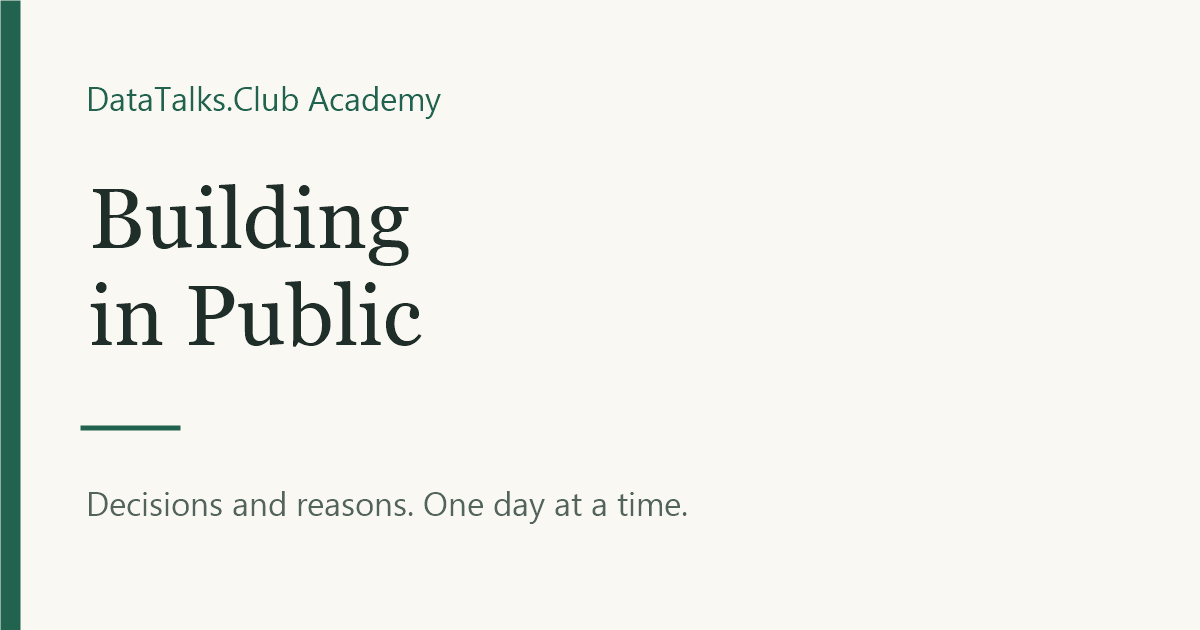 DataTalks.Club Academy
Building
in Public
Decisions and reasons. One day at a time.